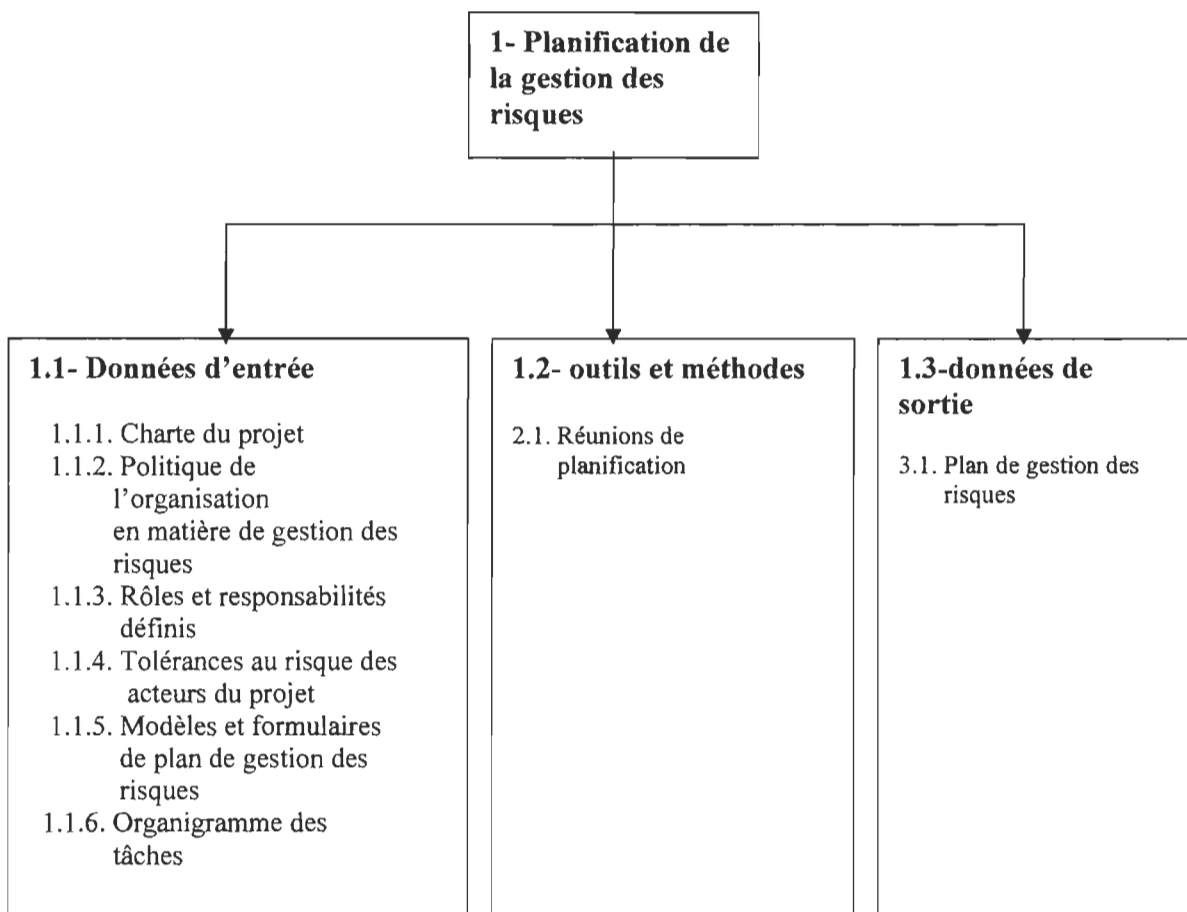 1- Planification de
la gestion des
risques
1.1- Données d'entrée
1.1.1. Charte du projet
1.1.2. Politique de
l'organisation
en matière de gestion des
risques
1.1.3. Rôles et responsabilités
définis
1.1.4. Tolérances au risque des
acteurs du projet
1.1.5. Modèles et formulaires
de plan de gestion des
risques
1.1.6. Organigramme des
tâches
1.2- outils et méthodes
2.1. Réunions de
planification
1.3-données de
sortie
3.1. Plan de gestion des
risques